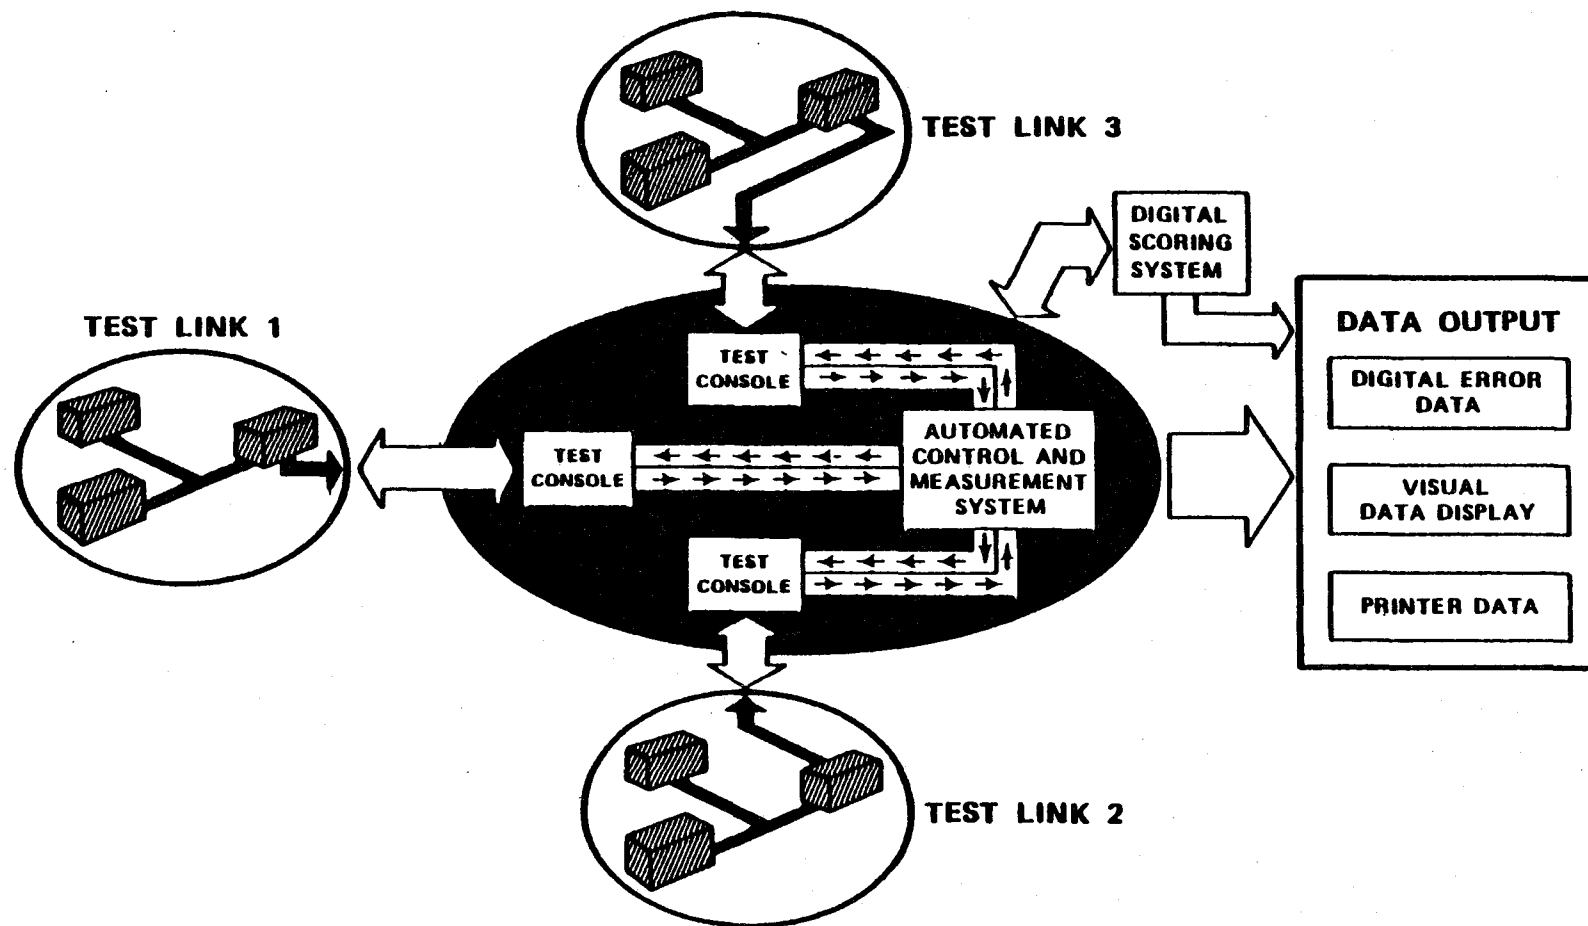 TEST LINK 3
DIGITAL
SCORING
SYSTEM
TEST LINK 1
DATA OUTPUT
TEST
CONSOLE
DIGITAL ERROR
DATA
TEST
CONSOLE
AUTOMATED
CONTROL AND
MEASUREMENT
SYSTEM
VISUAL
DATA DISPLAY
TEST
CONSOLE
PRINTER DATA
TEST LINK 2